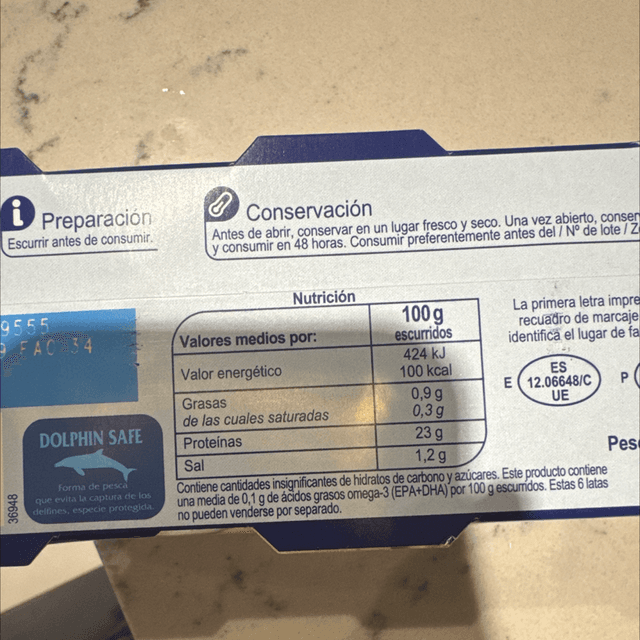 i Preparación
Escurrir antes de consumir.
Conservación
Antes de abrir, conservar en un lugar fresco y seco. Una vez abierto,
y consumir en 48 horas. Consumir preferentemente antes del / Nº de lote /
9555
FAC 34
Nutrición
Valores medios por: 100 g
escurridos
Valor energético 424 kJ
100 kcal
Grasas 0,9 g
de las cuales saturadas 0,3 g
Proteínas 23 g
Sal 1,2 g
Contiene cantidades insignificantes de hidratos de carbono y azúcares. Este producto contiene
una media de 0,1 g de ácidos grasos omega-3 (EPA+DHA) por 100 g escurridos. Estas 6 latas
no pueden venderse por separado.
La primera letra
recuadro de marcaje
identifica el lugar de
E
ES
12.06648/C
UE
P
DOLPHIN SAFE
Forma de pesca
que evita la captura de los
delfines, especie protegida.
36948